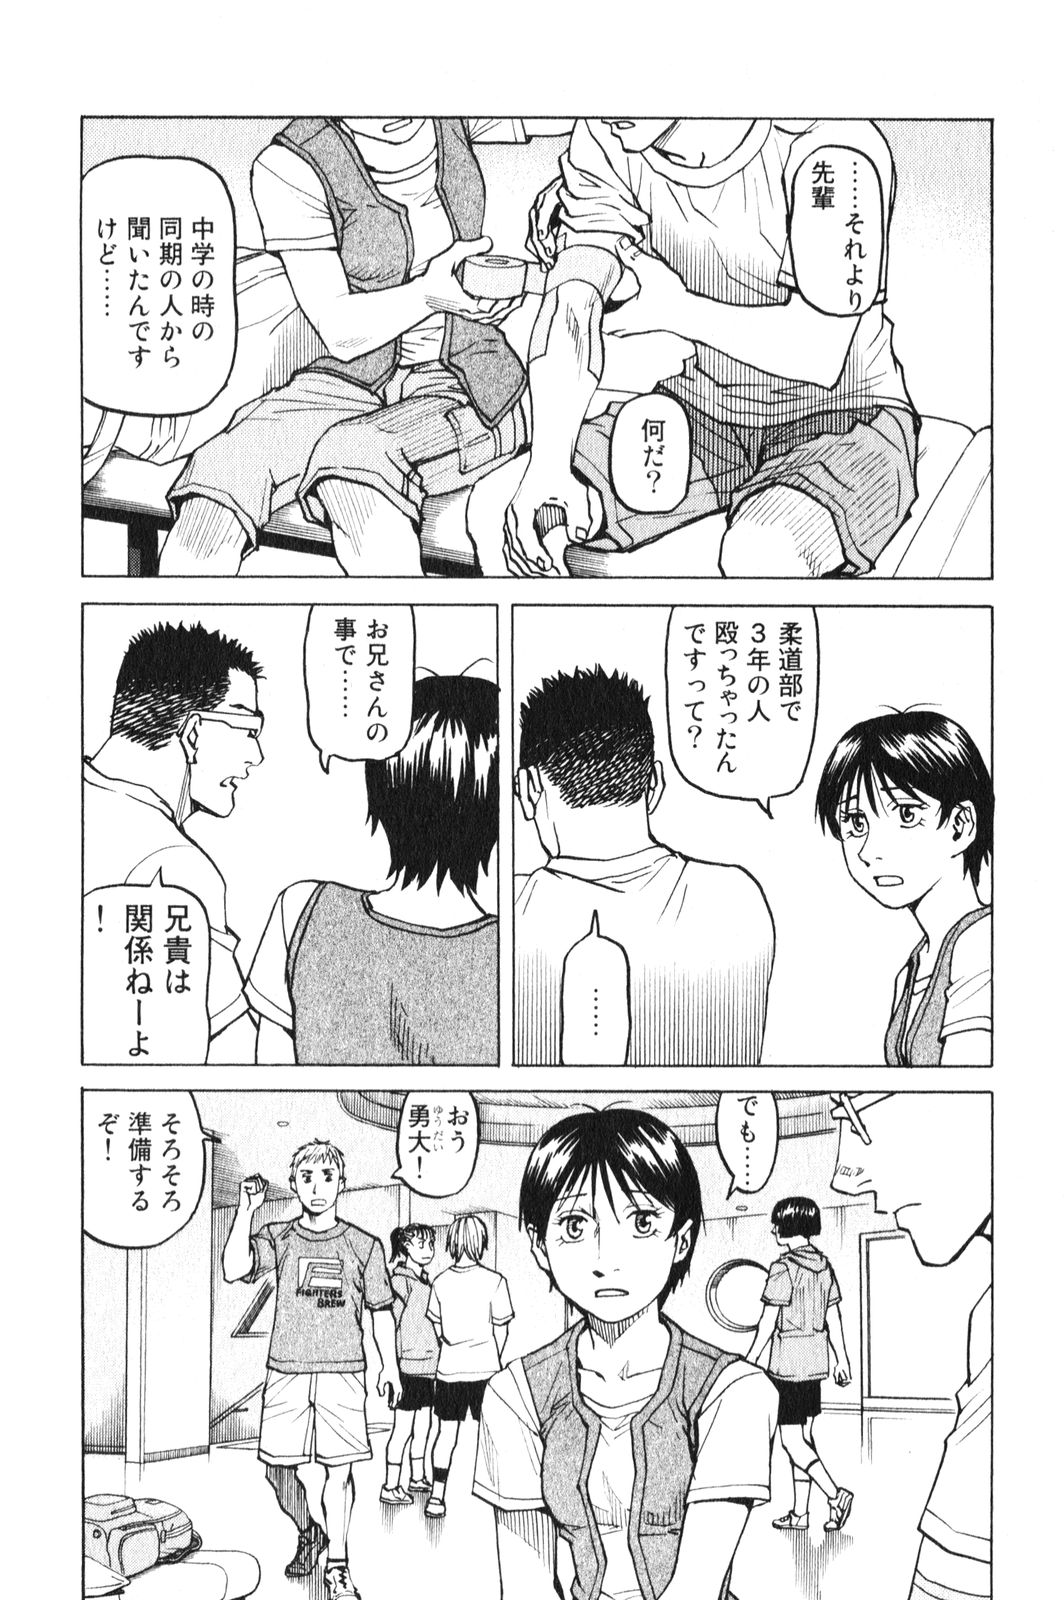 ……それより
先輩
何だ？
中学の時の
同期の人から
聞いたんです
けど……
柔道部で
３年の人
殴っちゃったん
ですって？
……
お兄さんの
事で……
兄貴は
関係ねーよ
！
でも……
おう
勇大！
ゆうだい
そろそろ
準備する
ぞ！
FIGHTERS
BREW